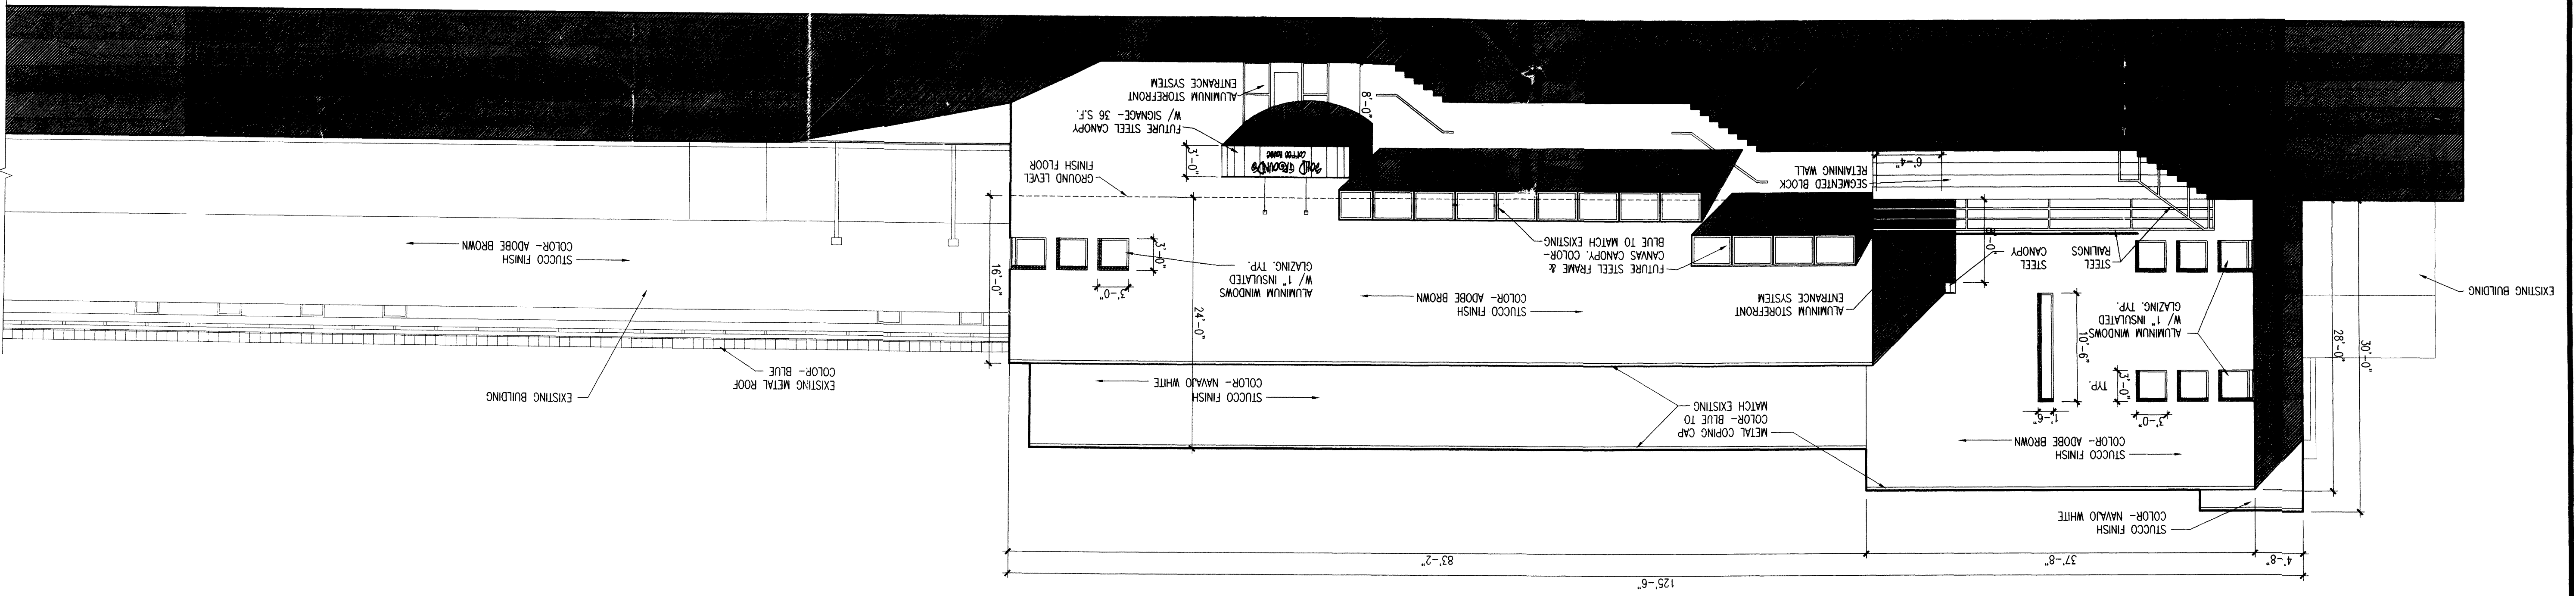 125'-6"
4'-8"
37'-8"
83'-2"
STUCCO FINISH
COLOR- NAVAJO WHITE
STUCCO FINISH
COLOR- ADOBE BROWN
METAL COPING CAP
COLOR- BLUE TO
MATCH EXISTING
STUCCO FINISH
COLOR- NAVAJO WHITE
EXISTING BUILDING
EXISTING METAL ROOF
COLOR- BLUE
30'-0"
28'-0"
3'-0"
3'-0"
TYP.
1'-6"
10'-6"
ALUMINUM WINDOWS
W/ 1" INSULATED
GLAZING. TYP.
EXISTING BUILDING
ALUMINUM STOREFRONT
ENTRANCE SYSTEM
STUCCO FINISH
COLOR- ADOBE BROWN
24'-0"
16'-0"
STEEL
RAILINGS
STEEL
CANOPY
8'-0"
FUTURE STEEL FRAME &
CANVAS CANOPY. COLOR-
BLUE TO MATCH EXISTING
ALUMINUM WINDOWS
W/ 1" INSULATED
GLAZING. TYP.
3'-0"
3'-0"
STUCCO FINISH
COLOR- ADOBE BROWN
SEGMENTED BLOCK
RETAINING WALL
6'-4"
GROUND LEVEL
FINISH FLOOR
SOLID GROUNDS
COFFEE HOUSE
3'-0"
FUTURE STEEL CANOPY
W/ SIGNAGE- 36 S.F.
8'-0"
ALUMINUM STOREFRONT
ENTRANCE SYSTEM